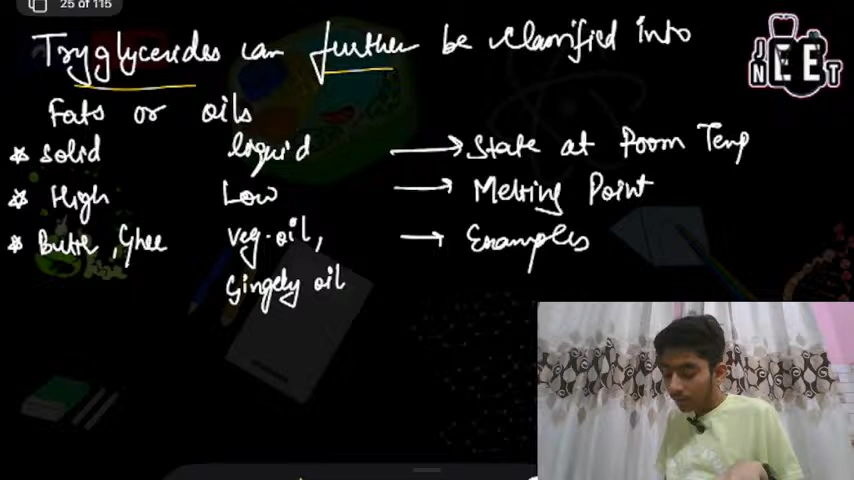 25 of 115
Tryglycerides can further be classified into
Fats or oils
J NEET
* Solid liquid → State at Room Temp
* High Low → Melting Point
* Butter, Ghee veg. oil, → Examples
Gingely oil